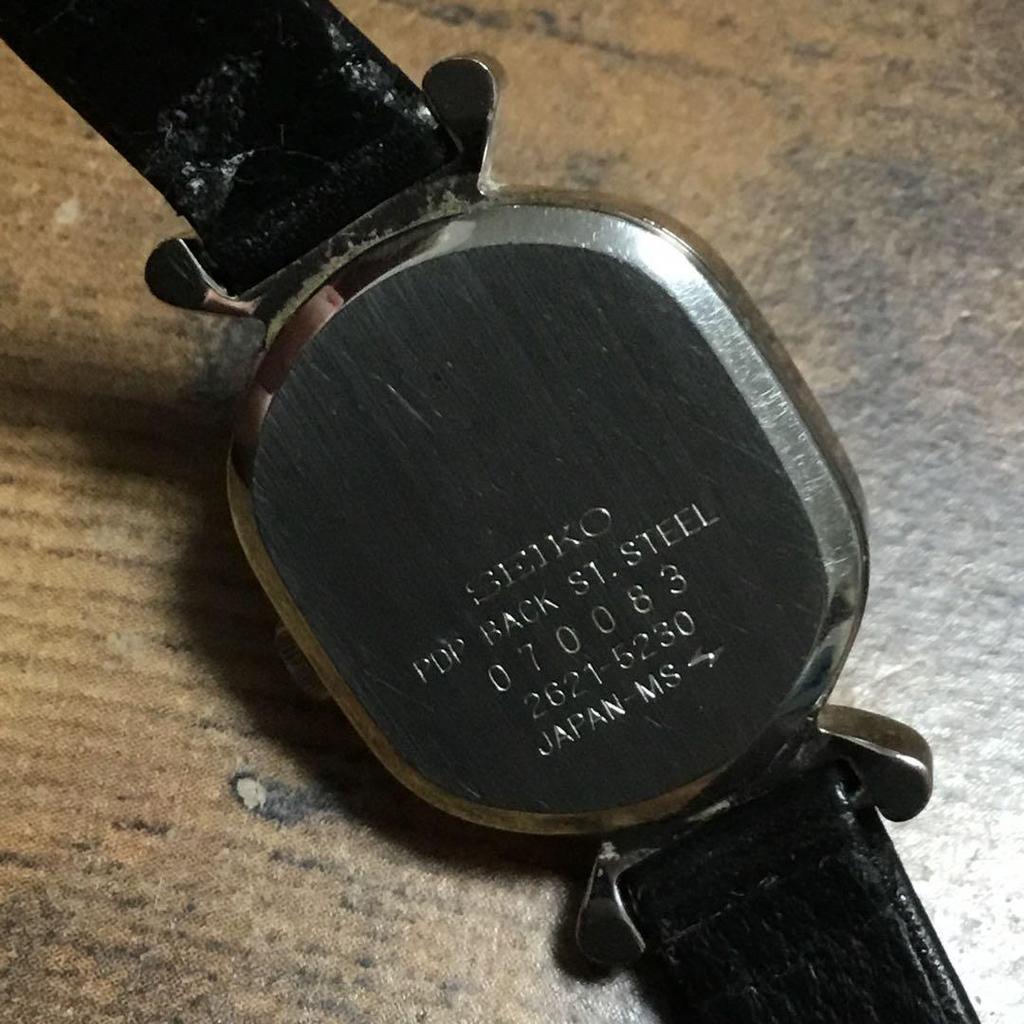 SEIKO
PDP BACK ST. STEEL
070083
2621-5230
JAPAN-MS